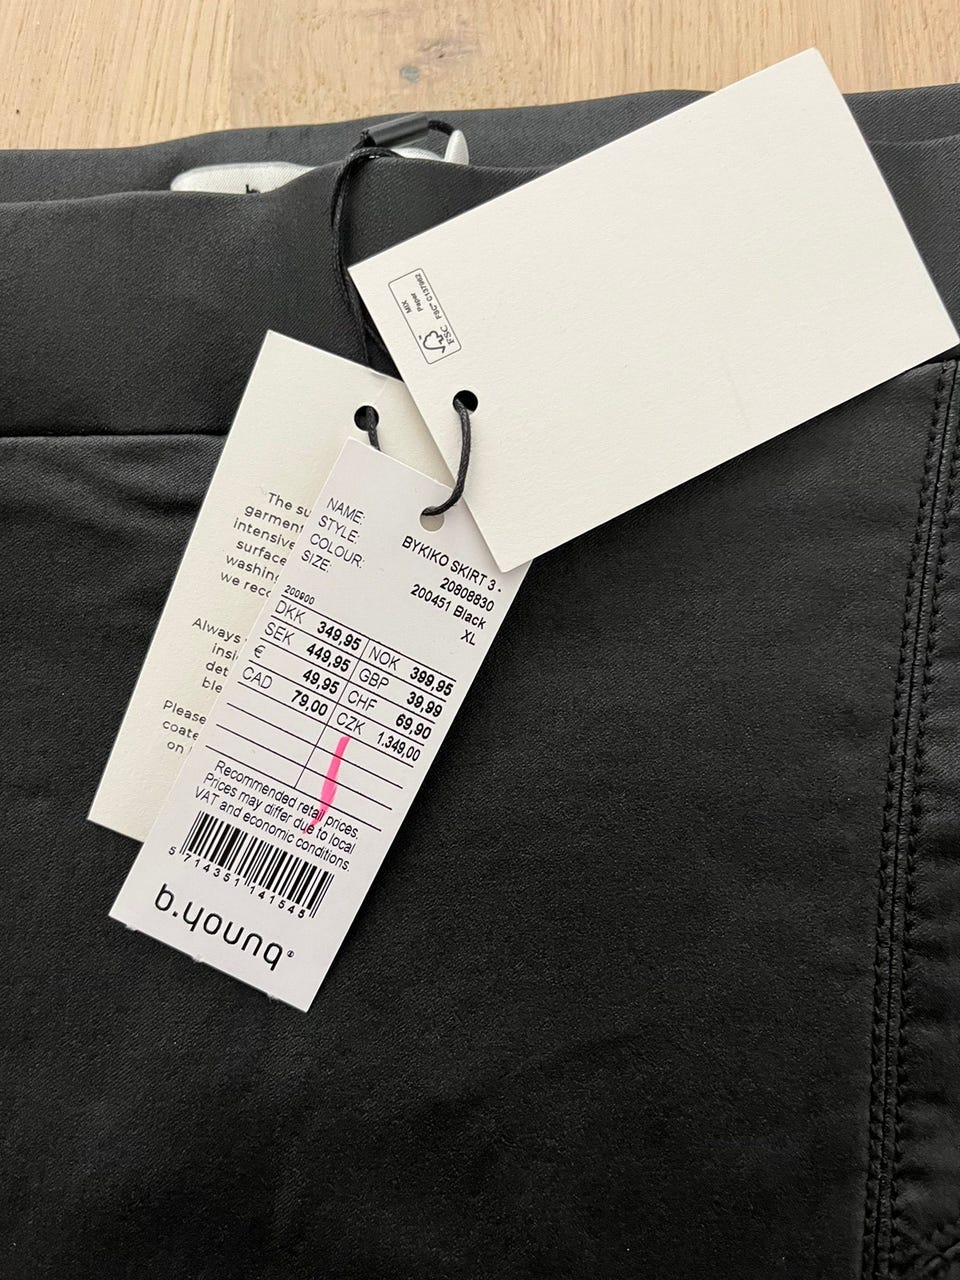 MIX
Paper
FSC
FSC™ C137982
The su
garment
intensive
surface
washing
we reco
Always
insi
det
ble
Please
coate
on
NAME: BYKIKO SKIRT 3 -
STYLE: 20808830
COLOUR: 200451 Black
SIZE: XL
200900
DKK 349,95 NOK 399,95
SEK 449,95 GBP 39,99
€ 49,95 CHF 69,90
CAD 79,00 CZK 1.349,00
Recommended retail prices.
Prices may differ due to local
VAT and economic conditions.
5 714351 141545
b.young®